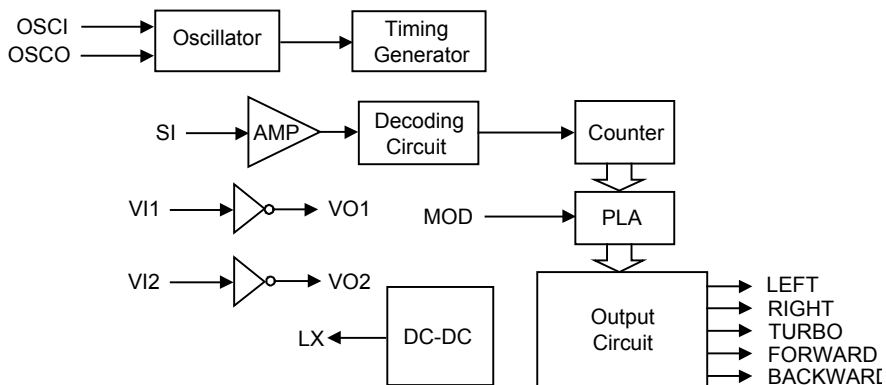 OSCI
OSCO
Oscillator
Timing
Generator
SI
AMP
Decoding
Circuit
Counter
VI1
VO1
MOD
PLA
VI2
VO2
LX
DC-DC
Output
Circuit
LEFT
RIGHT
TURBO
FORWARD
BACKWARD